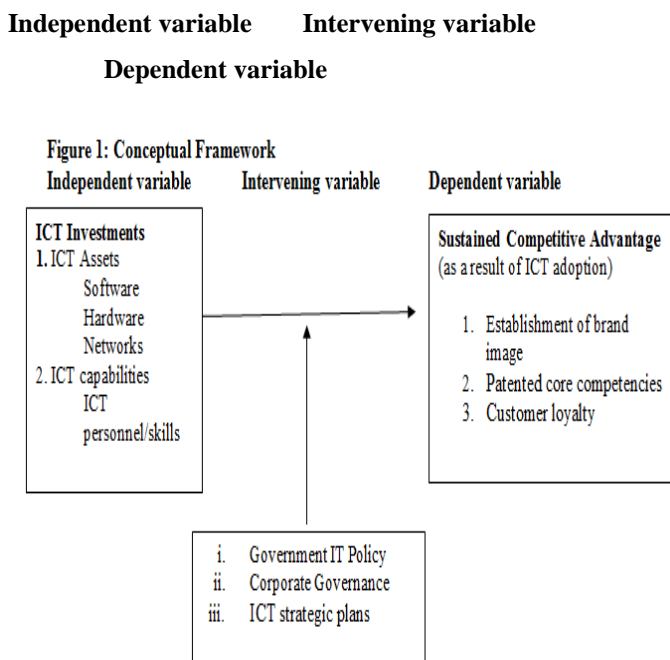 Independent variable Intervening variable
Dependent variable
Figure 1: Conceptual Framework
Independent variable Intervening variable Dependent variable
ICT Investments
1. ICT Assets
Software
Hardware
Networks
2. ICT capabilities
ICT
personnel/skills
Sustained Competitive Advantage
(as a result of ICT adoption)
1. Establishment of brand
image
2. Patented core competencies
3. Customer loyalty
i. Government IT Policy
ii. Corporate Governance
iii. ICT strategic plans